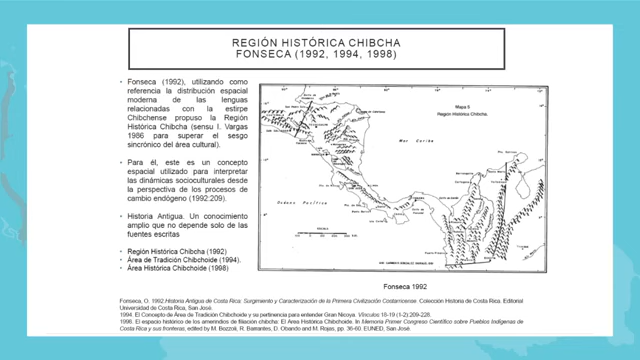 REGIÓN HISTÓRICA CHIBCHA
FONSECA (1992, 1994, 1998)
• Fonseca (1992), utilizando como
referencia la distribución espacial
moderna de las lenguas
relacionadas con la estirpe
Chibchense propuso la Región
Histórica Chibcha (sensu I. Vargas
1986 para superar el sesgo
sincrónico del área cultural).
• Para él, este es un concepto
espacial utilizado para interpretar
las dinámicas socioculturales desde
la perspectiva de los procesos de
cambio endógeno (1992:209).
• Historia Antigua. Un conocimiento
amplio que no depende solo de las
fuentes escritas
• Región Histórica Chibcha (1992)
• Área de Tradición Chibchoide (1994).
• Área Histórica Chibchoide (1998)
Mapa 5
Región Histórica Chibcha.
Mar Caribe
Océano Pacífico
ESCALA
Fonseca 1992
Fonseca, O. 1992 Historia Antigua de Costa Rica: Surgimiento y Caracterización de la Primera Civilización Costarricense. Colección Historia de Costa Rica. Editorial
Universidad de Costa Rica, San José.
1994. El Concepto de Área de Tradición Chibchoide y su pertinencia para entender Gran Nicoya. Vínculos 18-19 (1-2):209-228.
1998. El espacio histórico de los amerindios de filiación chibcha: El Área Histórica Chibchoide. In Memoria Primer Congreso Científico sobre Pueblos Indígenas de
Costa Rica y sus fronteras, edited by M. Bozzoli, R. Barrantes, D. Obando and M. Rojas, pp. 36-60. EUNED, San José.